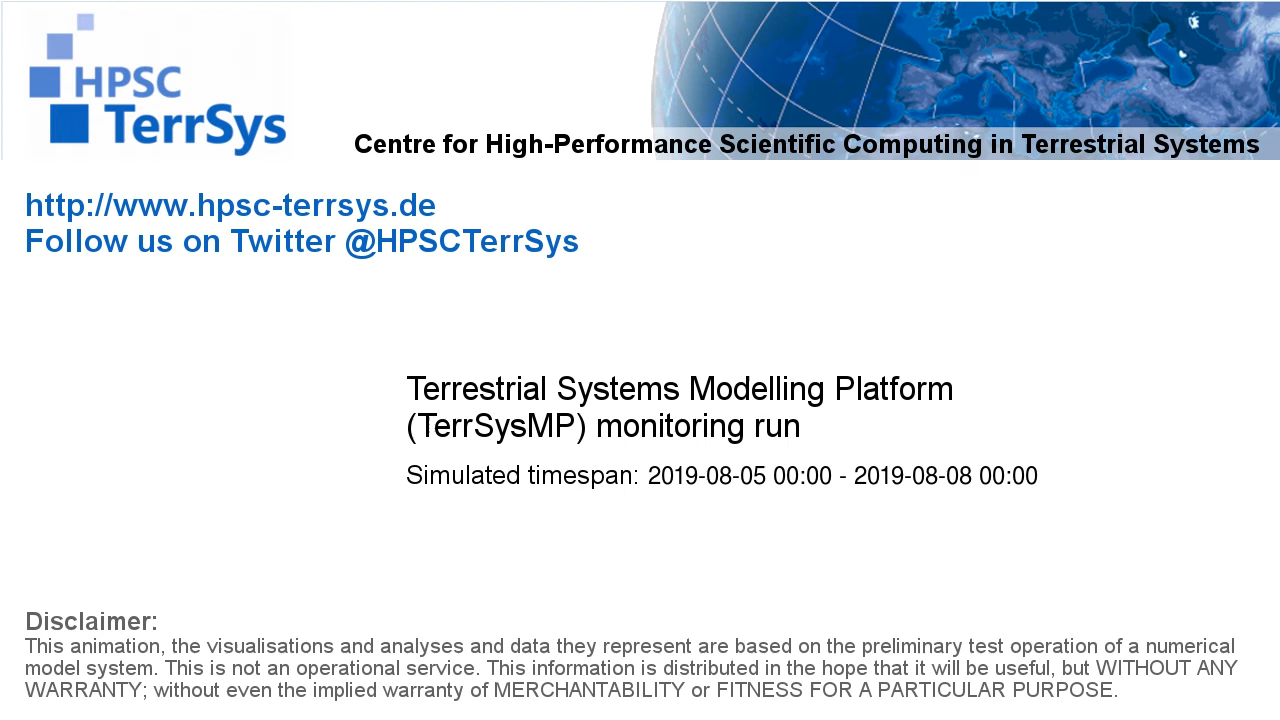 HPSC
TerrSys
Centre for High-Performance Scientific Computing in Terrestrial Systems
http://www.hpsc-terrsys.de
Follow us on Twitter @HPSCTerrSys
Terrestrial Systems Modelling Platform
(TerrSysMP) monitoring run
Simulated timespan: 2019-08-05 00:00 - 2019-08-08 00:00
Disclaimer:
This animation, the visualisations and analyses and data they represent are based on the preliminary test operation of a numerical
model system. This is not an operational service. This information is distributed in the hope that it will be useful, but WITHOUT ANY
WARRANTY; without even the implied warranty of MERCHANTABILITY or FITNESS FOR A PARTICULAR PURPOSE.